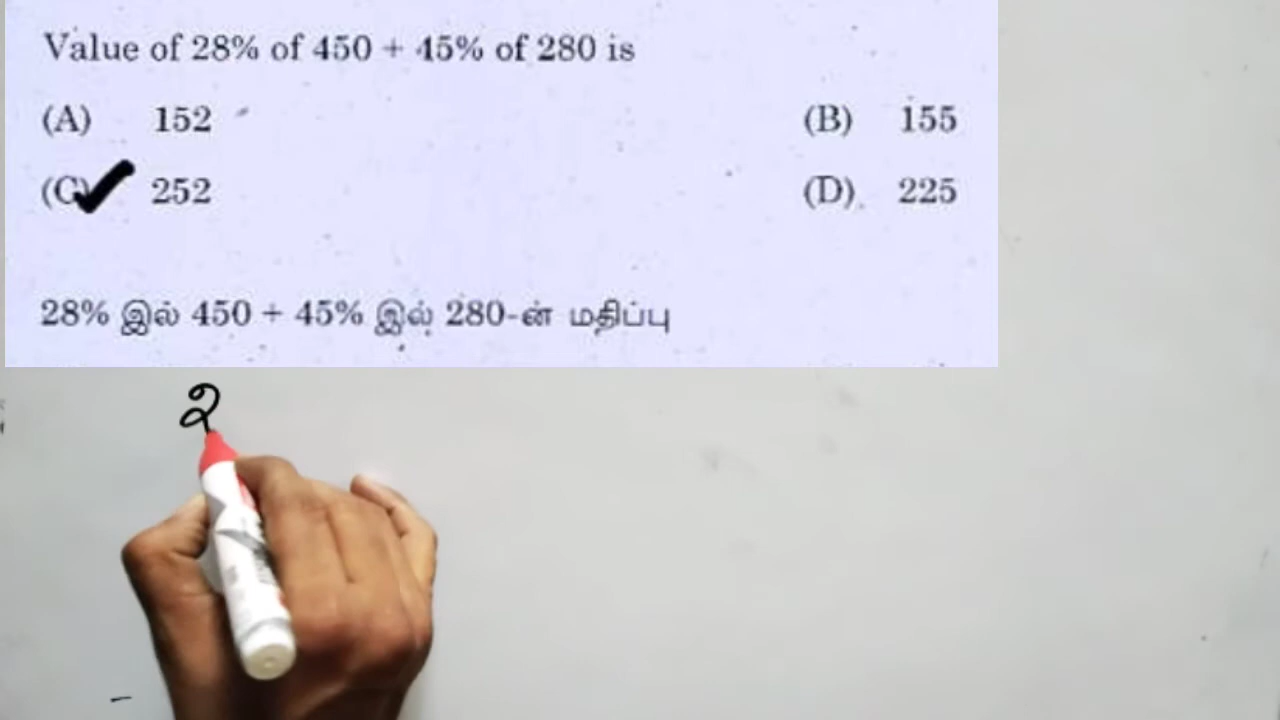 Value of 28% of 450 + 45% of 280 is
(A) 152 (B) 155
(C) 252 (D) 225
28% இல் 450 + 45% இல் 280-ன் மதிப்பு
2